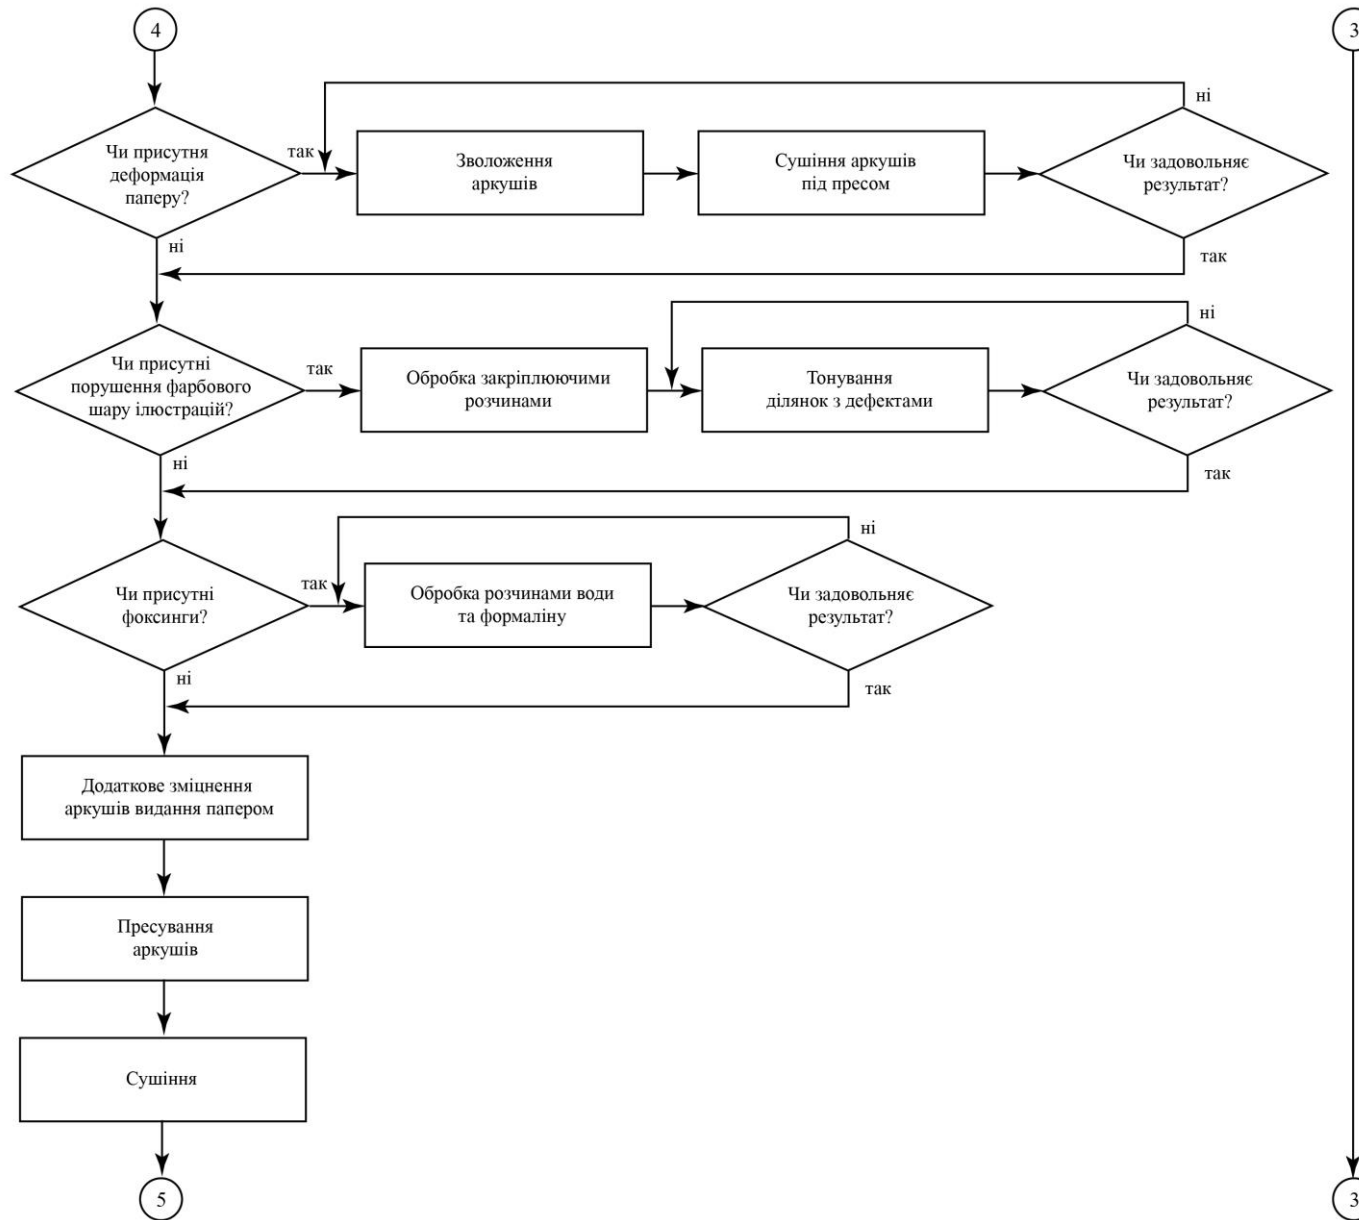 4
3
ні
Чи присутня
деформація
паперу?
так
Зволоження
аркушів
Сушіння аркушів
під пресом
Чи задовольняє
результат?
ні
так
ні
Чи присутні
порушення фарбового
шару ілюстрацій?
так
Обробка закріплюючими
розчинами
Тонування
ділянок з дефектами
Чи задовольняє
результат?
ні
так
ні
Чи присутні
фоксинги?
так
Обробка розчинами води
та формаліну
Чи задовольняє
результат?
ні
так
Додаткове зміцнення
аркушів видання папером
Пресування
аркушів
Сушіння
5
3